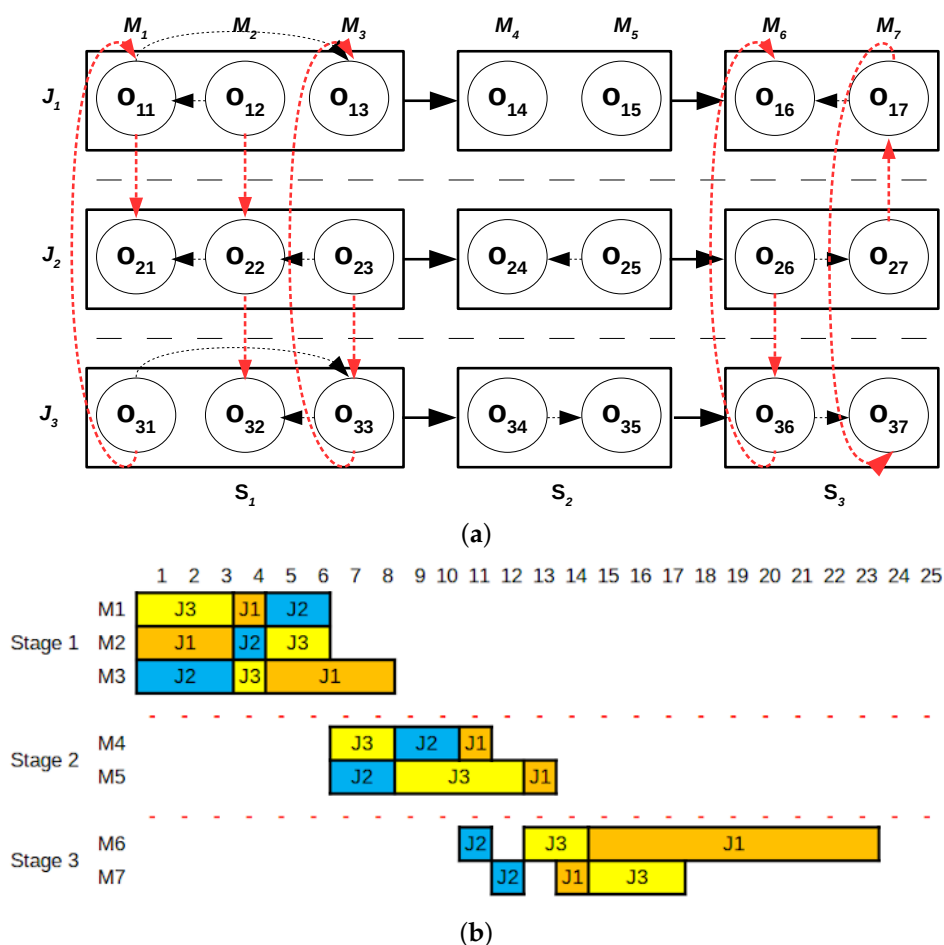 M1 M2 M3 M4 M5 M6 M7
J1 O11 O12 O13 O14 O15 O16 O17
J2 O21 O22 O23 O24 O25 O26 O27
J3 O31 O32 O33 O34 O35 O36 O37
S1 S2 S3
(a)
1 2 3 4 5 6 7 8 9 10 11 12 13 14 15 16 17 18 19 20 21 22 23 24 25
Stage 1
M1 J3 J1 J2
M2 J1 J2 J3
M3 J2 J3 J1
Stage 2
M4 J3 J2 J1
M5 J2 J3 J1
Stage 3
M6 J2 J3 J1
M7 J2 J1 J3
(b)